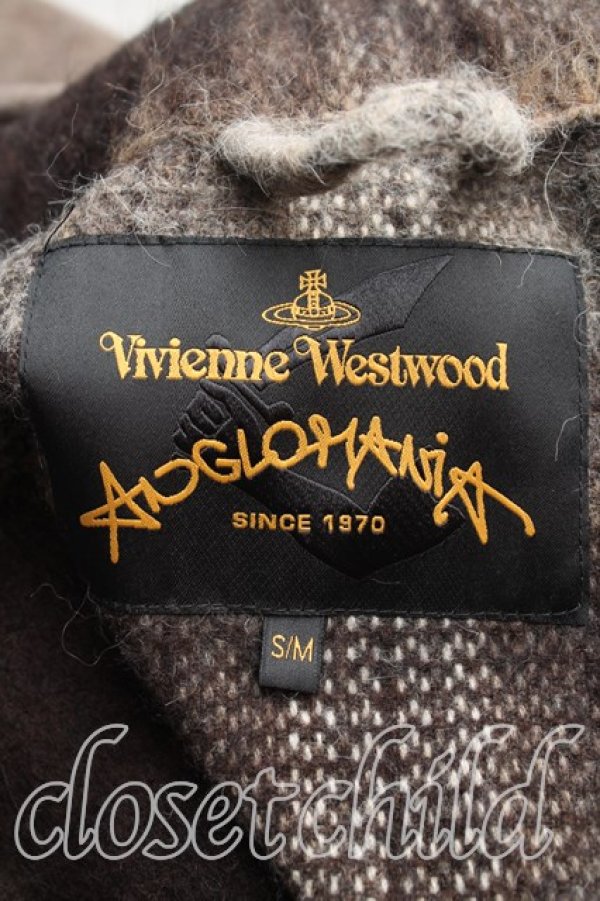 Vivienne Westwood
ANGLOMANiA
SINCE 1970
S/M
closetchild